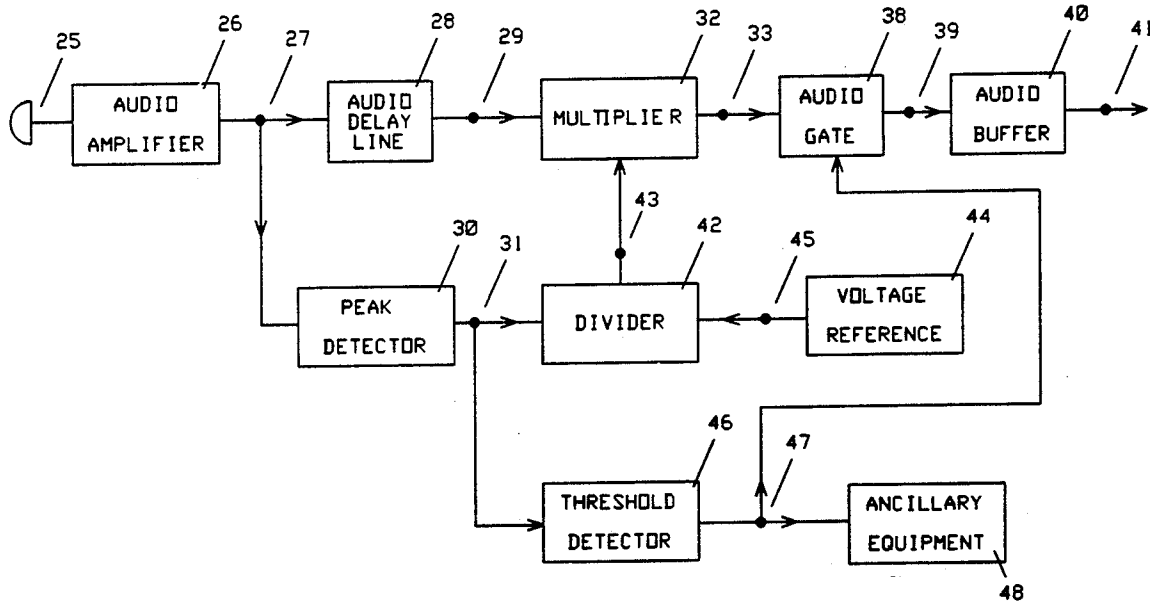 25
26
27
28
29
32
33
38
39
40
41
AUDIO
AMPLIFIER
AUDIO
DELAY
LINE
MULTIPLIER
AUDIO
GATE
AUDIO
BUFFER
30
31
43
42
45
44
PEAK
DETECTOR
DIVIDER
VOLTAGE
REFERENCE
46
47
THRESHOLD
DETECTOR
ANCILLARY
EQUIPMENT
48